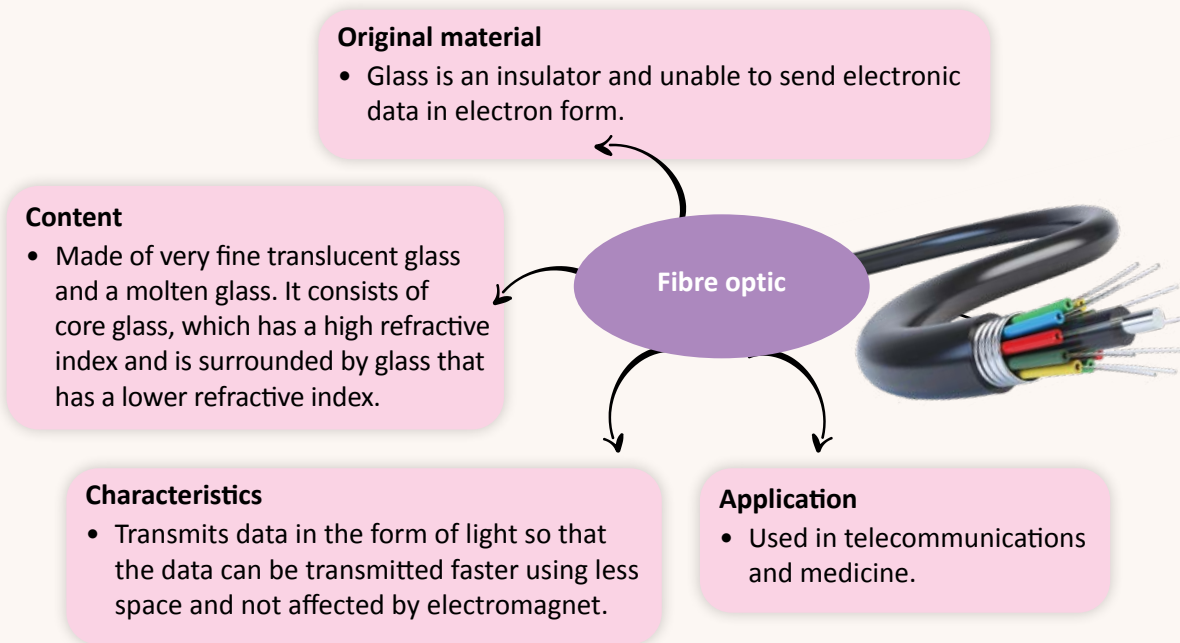 Original material
• Glass is an insulator and unable to send electronic
data in electron form.
Content
• Made of very fine translucent glass
and a molten glass. It consists of
core glass, which has a high refractive
index and is surrounded by glass that
has a lower refractive index.
Fibre optic
Characteristics
• Transmits data in the form of light so that
the data can be transmitted faster using less
space and not affected by electromagnet.
Application
• Used in telecommunications
and medicine.